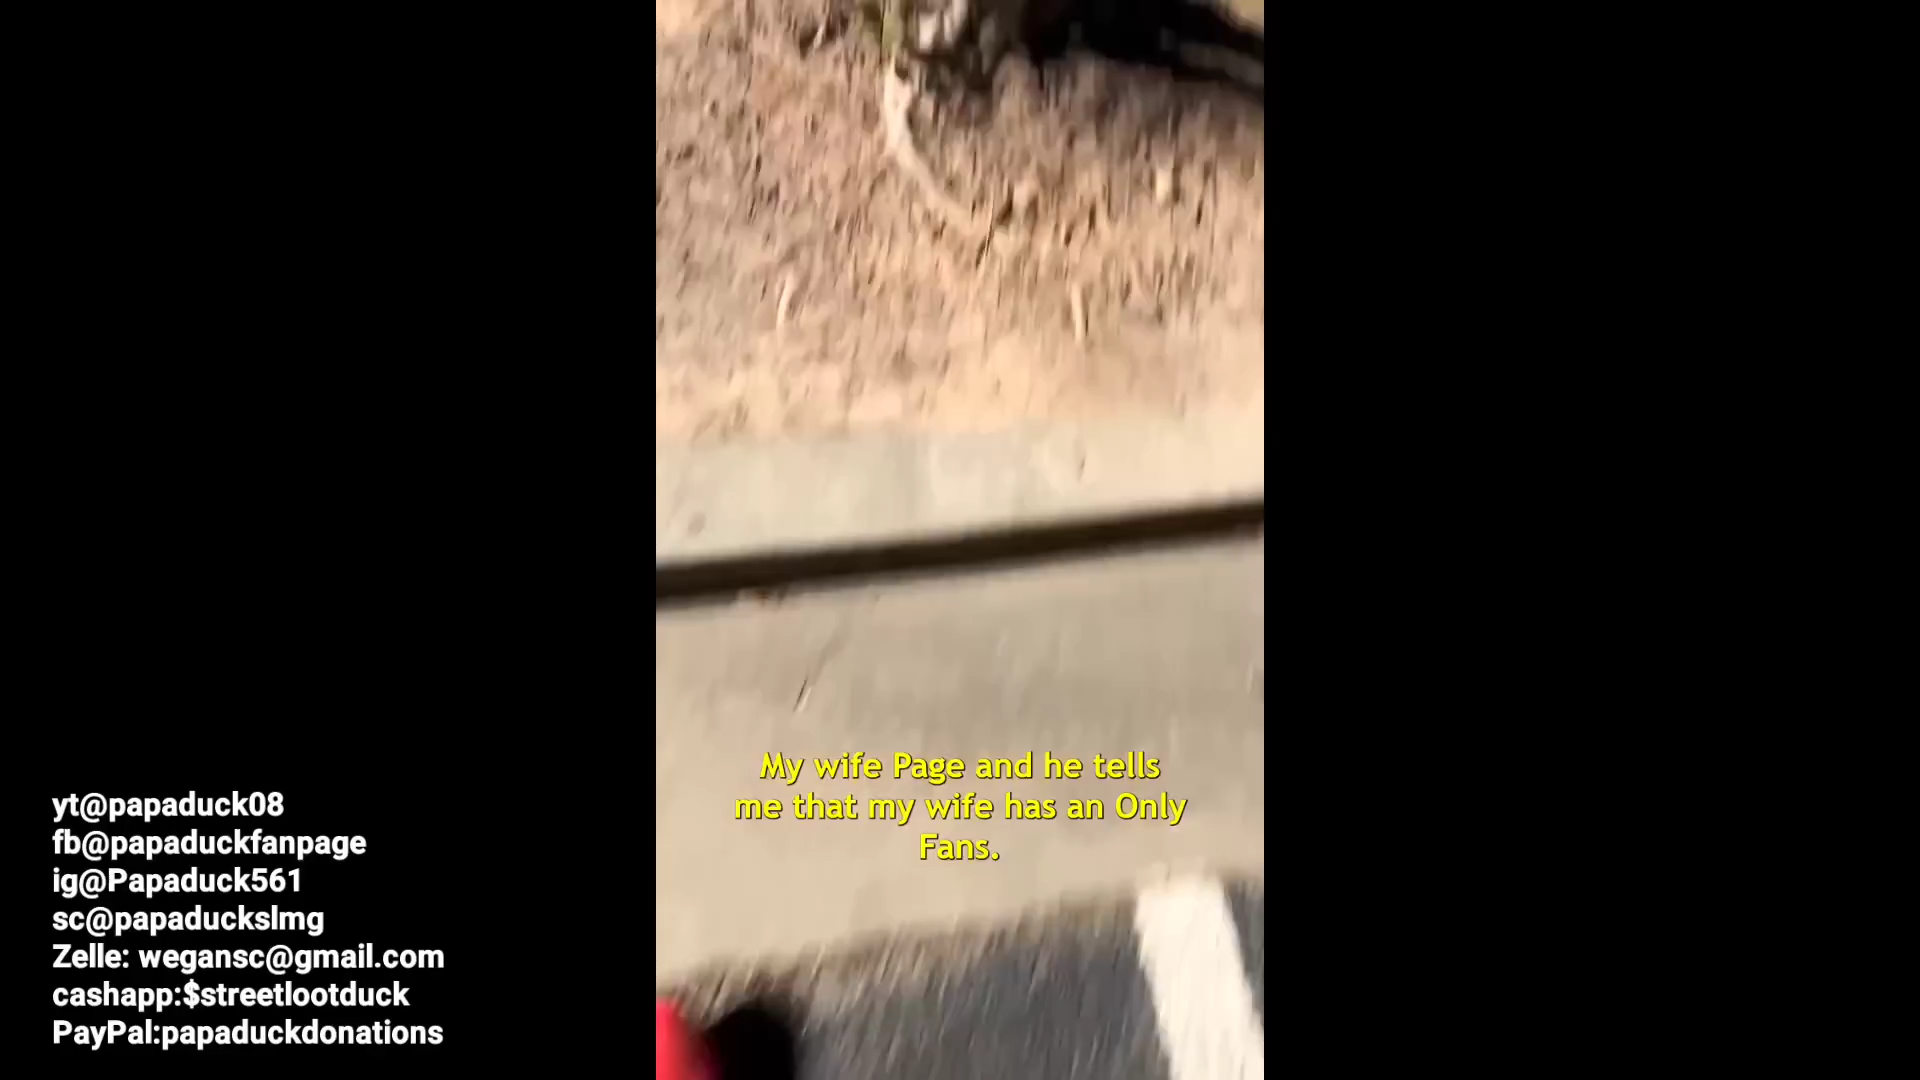 My wife Page and he tells
me that my wife has an Only
Fans.
yt@papaduck08
fb@papaduckfanpage
ig@Papaduck561
sc@papaduckslmg
Zelle: wegansc@gmail.com
cashapp:$streetlootduck
PayPal:papaduckdonations